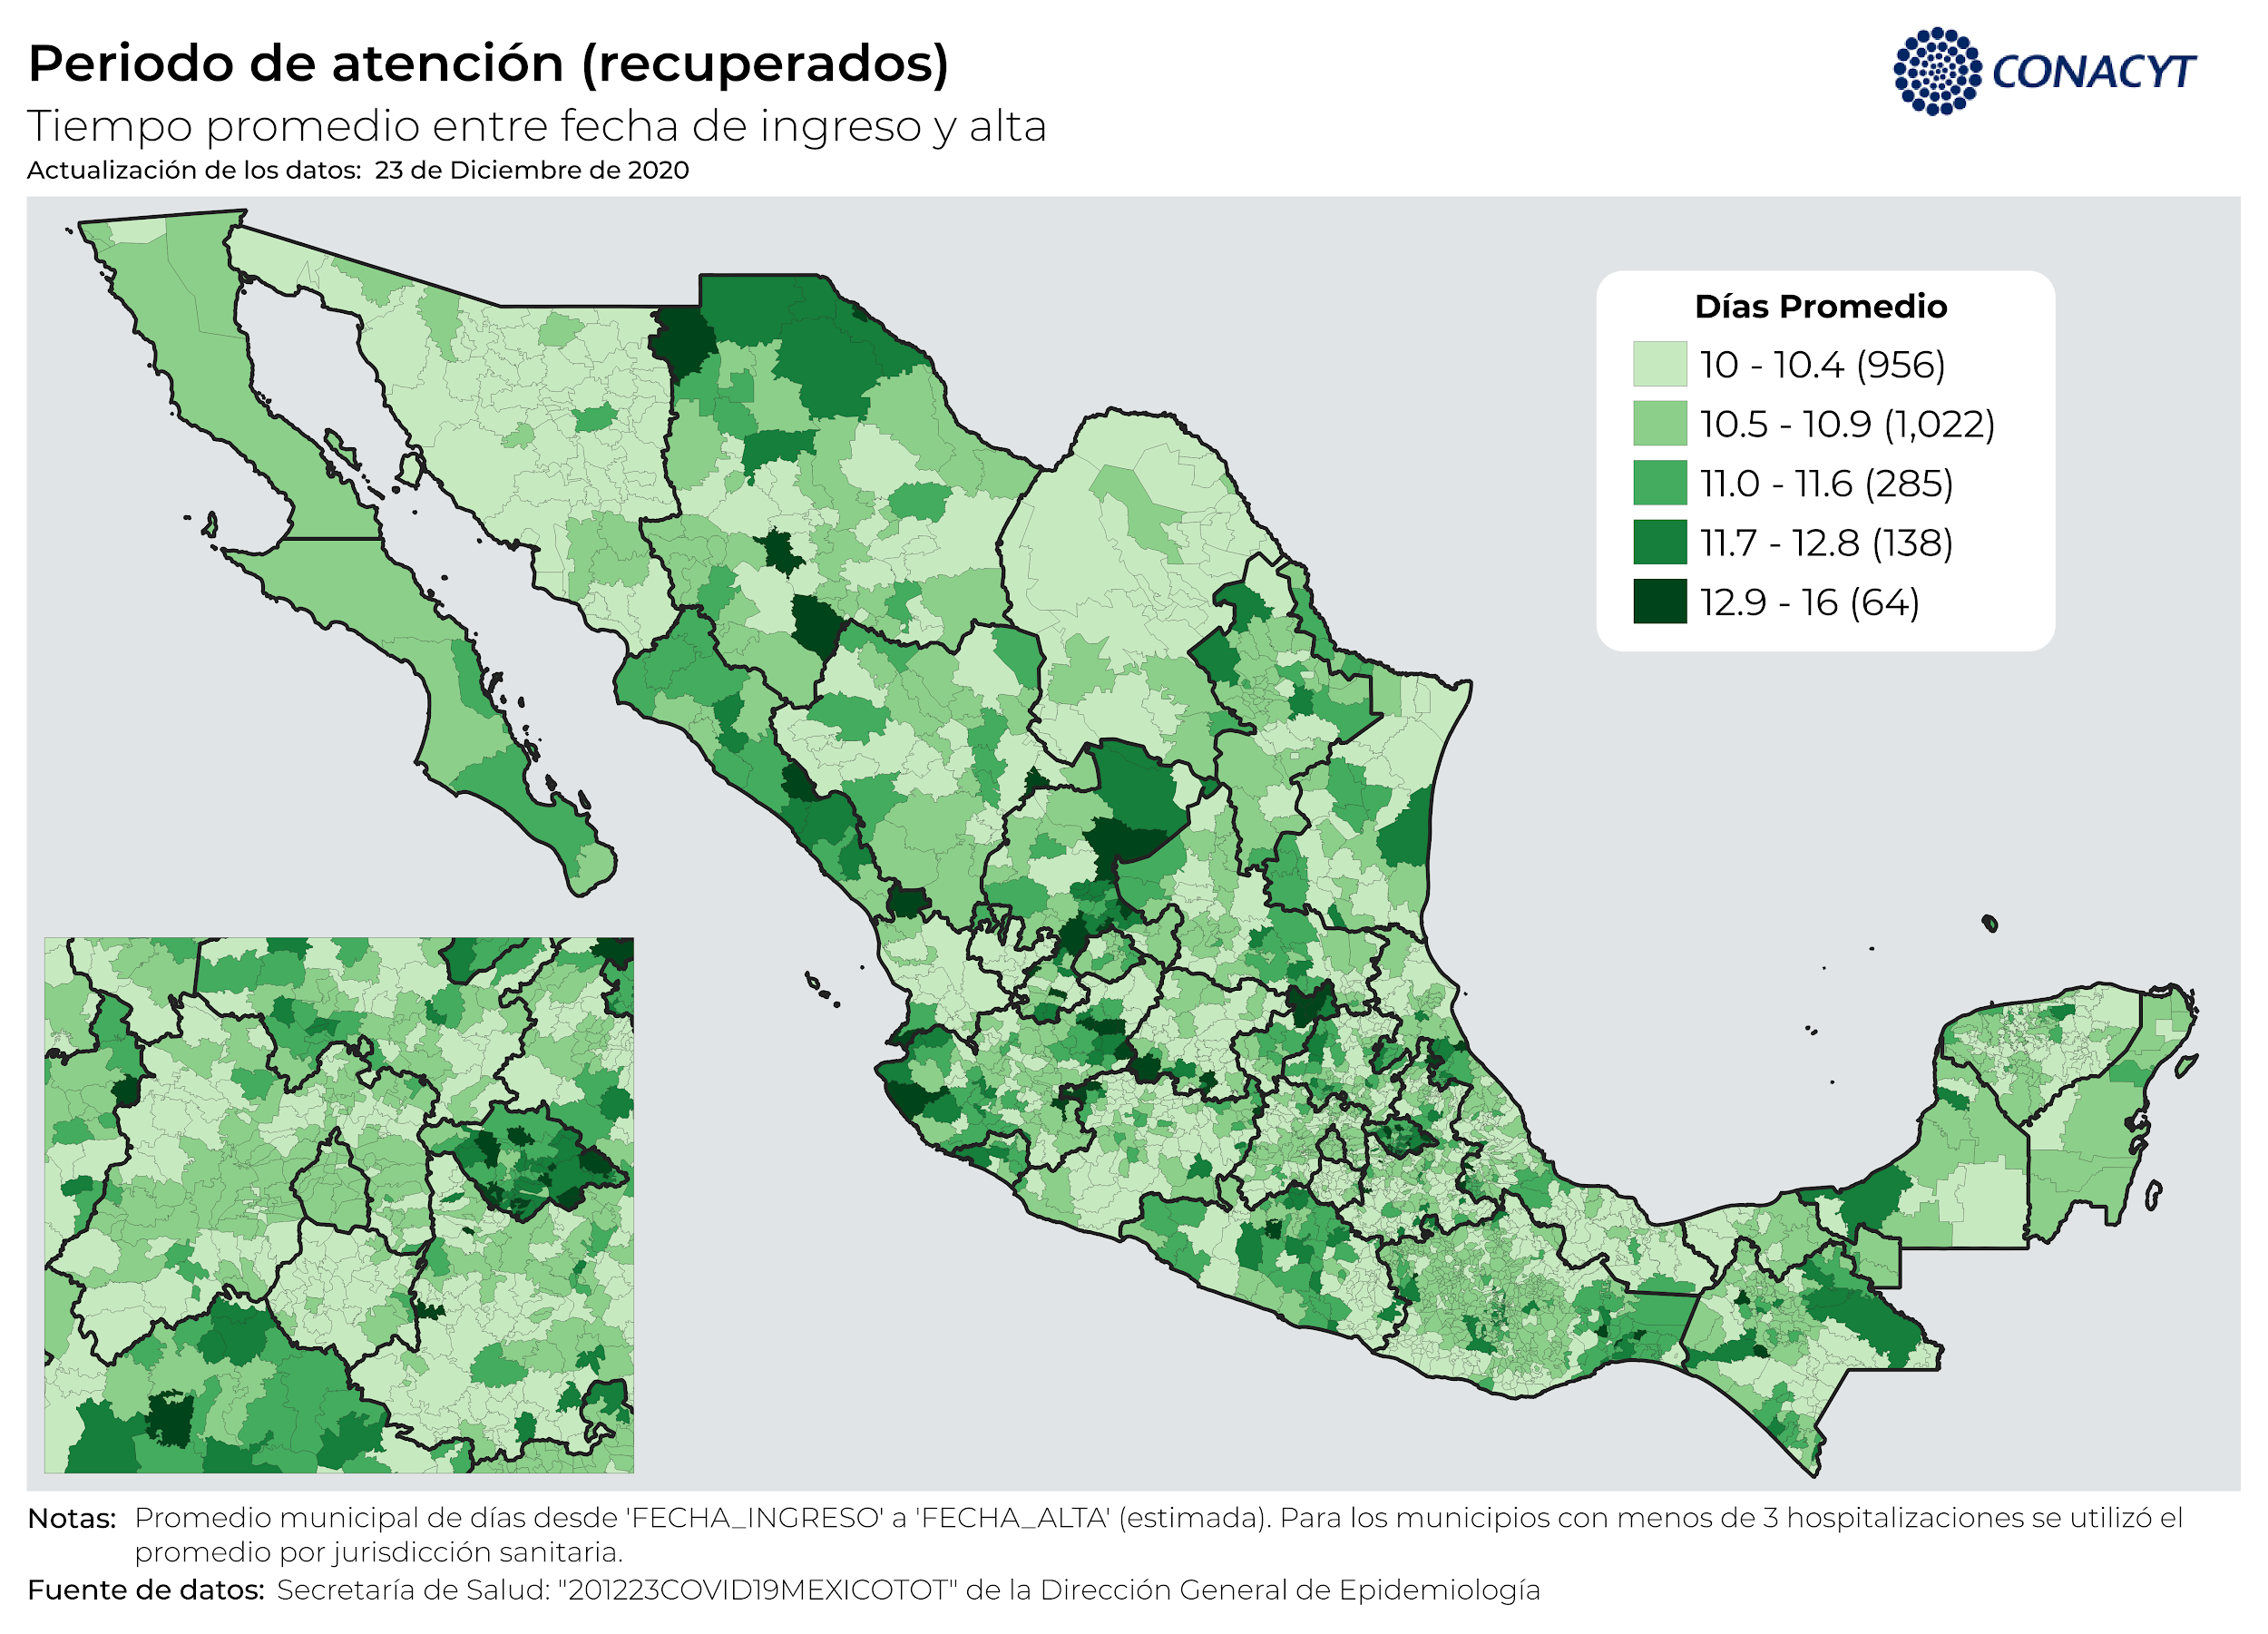 Periodo de atención (recuperados)
Tiempo promedio entre fecha de ingreso y alta
Actualización de los datos: 23 de Diciembre de 2020
CONACYT
Días Promedio
10 - 10.4 (956)
10.5 - 10.9 (1,022)
11.0 - 11.6 (285)
11.7 - 12.8 (138)
12.9 - 16 (64)
Notas: Promedio municipal de días desde 'FECHA_INGRESO' a 'FECHA_ALTA' (estimada). Para los municipios con menos de 3 hospitalizaciones se utilizó el
promedio por jurisdicción sanitaria.
Fuente de datos: Secretaría de Salud: "201223COVID19MEXICOTOT" de la Dirección General de Epidemiología